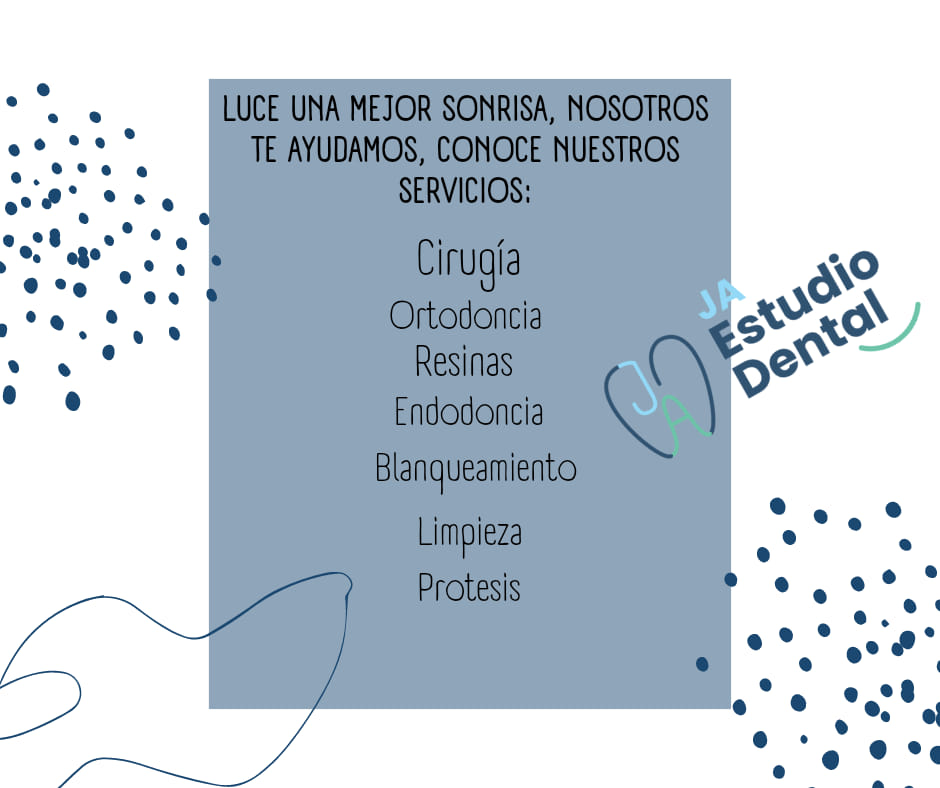 LUCE UNA MEJOR SONRISA, NOSOTROS
TE AYUDAMOS, CONOCE NUESTROS
SERVICIOS:
Cirugía
Ortodoncia
Resinas
Endodoncia
Blanqueamiento
Limpieza
Protesis
JA
Estudio
Dental
J
A